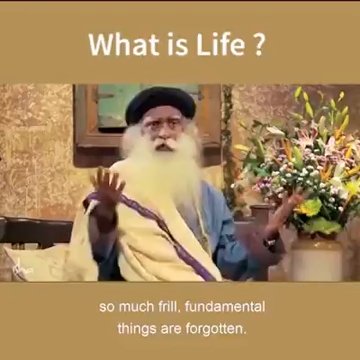 What is Life ?
so much frill, fundamental
things are forgotten.